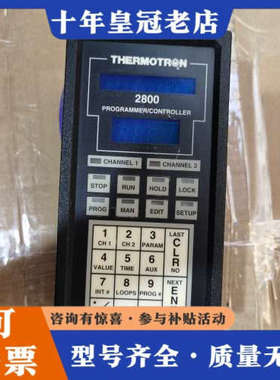 十年皇冠老店
THERMOTRON
2800
PROGRAMMER/CONTROLLER
CHANNEL 1 CHANNEL 2
STOP RUN HOLD LOCK
PROG MAN EDIT SETUP
1 2 3 LAST
CH 1 CH 2 PARAM CLR
4 5 6 NO
VALUE TIME AUX
7 8 9 NEXT
INT # LOOPS PROG # EN
咨询有惊喜·参与补贴活动
票 型号齐全·质量无忧